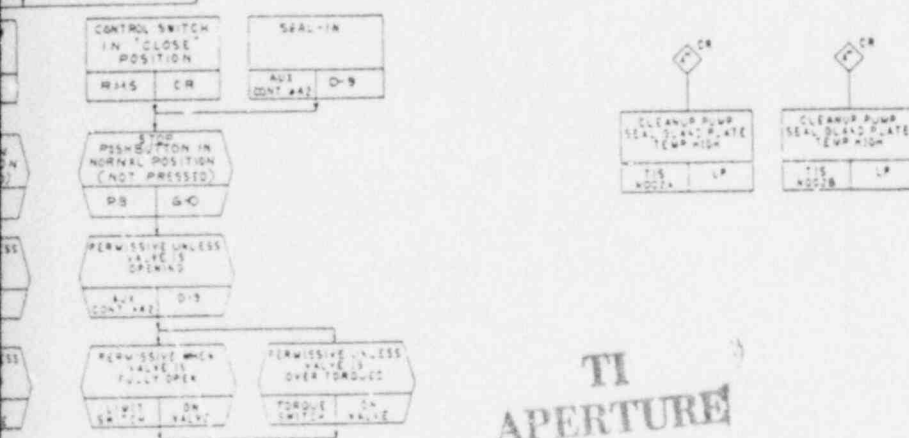 CONTROL SWITCH
IN "CLOSE"
POSITION
RMS CR
SEAL-IN
AUX
CONT #42 D-9
STOP
PUSHBUTTON IN
NORMAL POSITION
(NOT PRESSED)
PB G-O
PERMISSIVE UNLESS
VALVE IS
OPENING
AUX
CONT #42 D-9
PERMISSIVE WHEN
VALVE IS
FULLY OPEN
LIMIT
SWITCH ON
VALVE
PERMISSIVE UNLESS
VALVE IS
OVER TORQUED
TORQUE
SWITCH ON
VALVE
CR
CLEANUP PUMP
SEAL GLAND PLATE
TEMP HIGH
TIS
N002A LP
CR
CLEANUP PUMP
SEAL GLAND PLATE
TEMP HIGH
TIS
N002B LP
TI
APERTURE